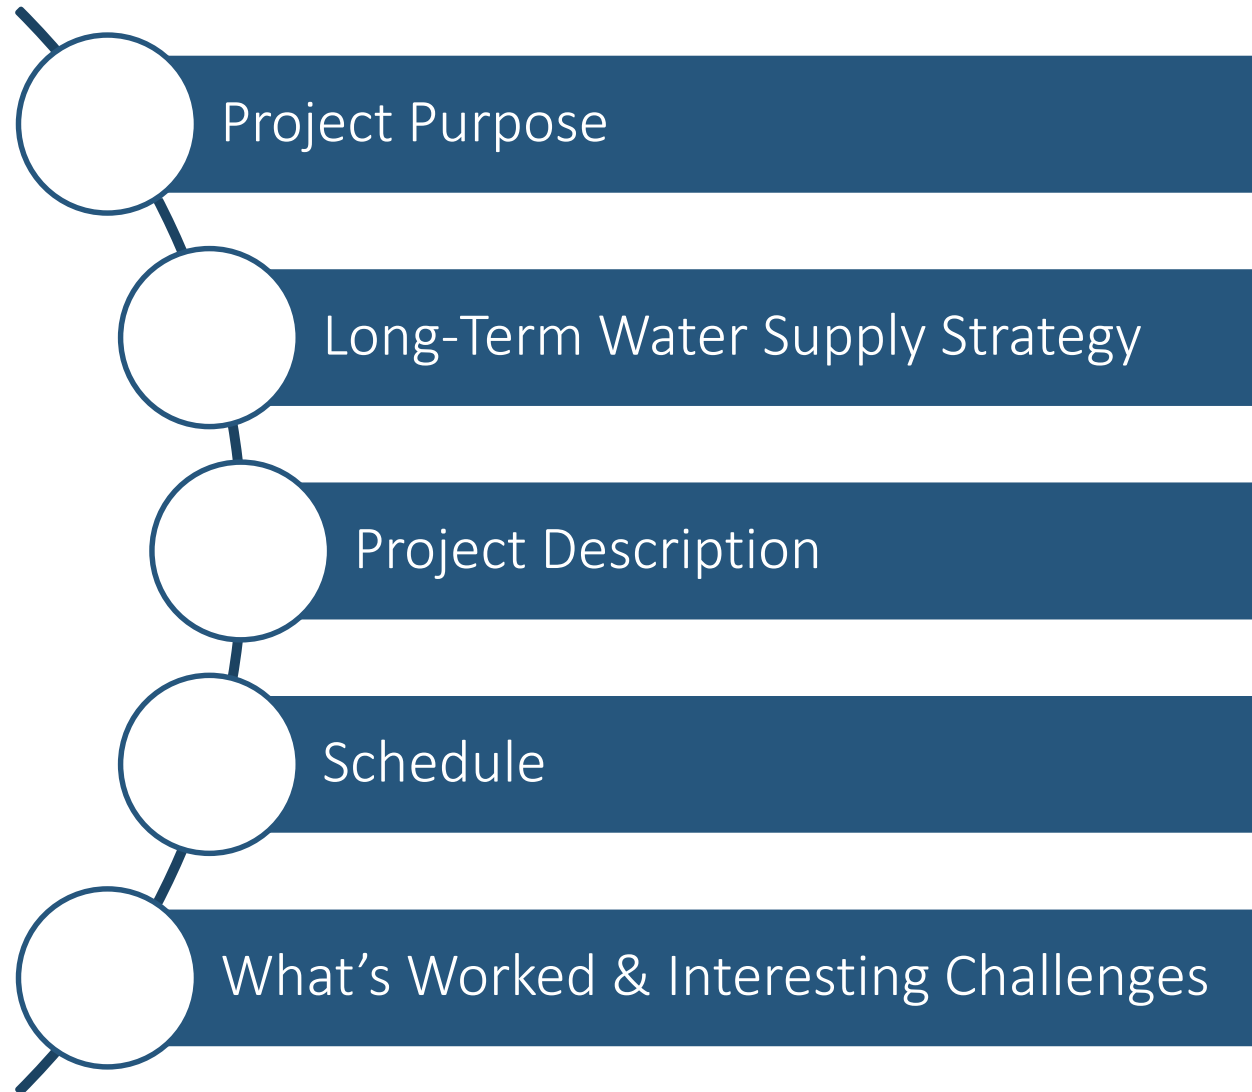 Project Purpose
Long-Term Water Supply Strategy
Project Description
Schedule
What’s Worked & Interesting Challenges